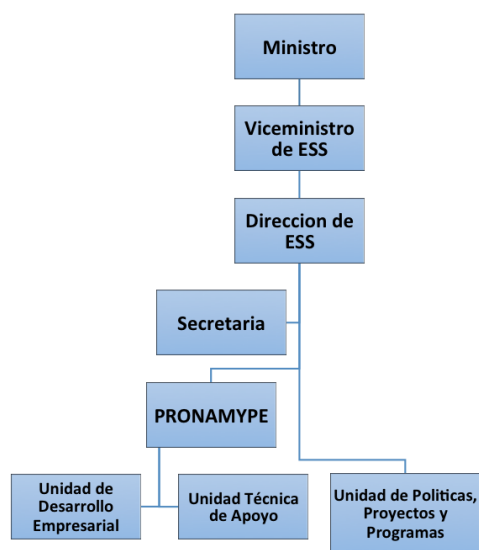 Ministro
Viceministro
de ESS
Direccion de
ESS
Secretaria
PRONAMYPE
Unidad de
Desarrollo
Empresarial
Unidad Técnica
de Apoyo
Unidad de Politicas,
Proyectos y
Programas